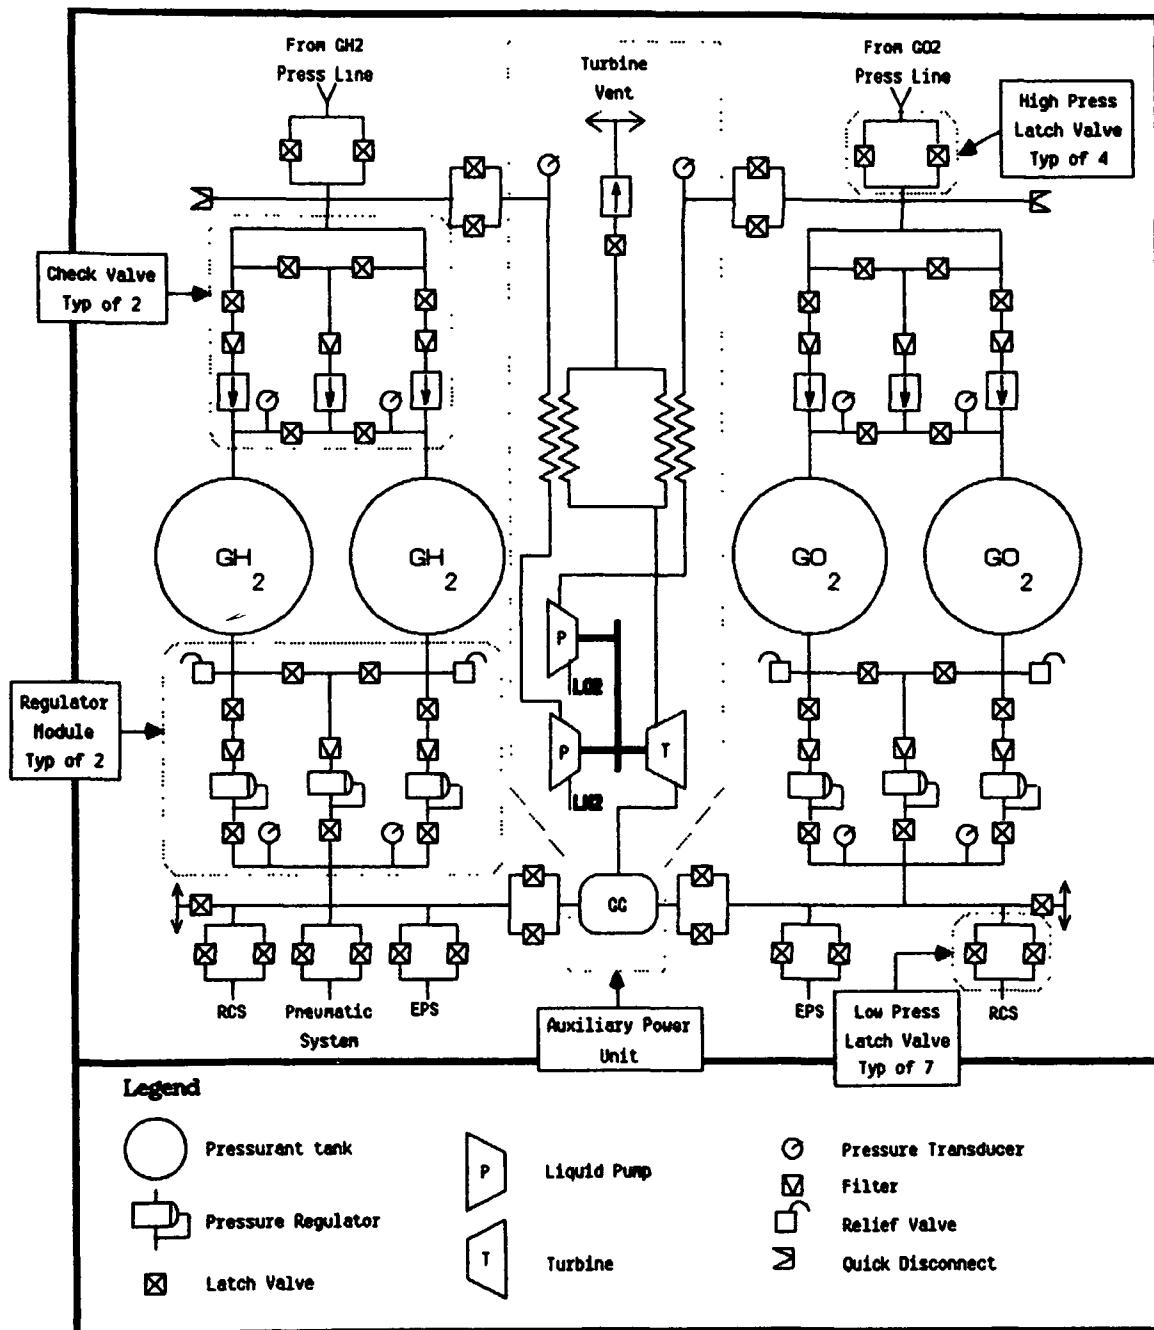 From GH2
Press Line
Turbine
Vent
From GO2
Press Line
High Press
Latch Valve
Typ of 4
Check Valve
Typ of 2
GH
2
GH
2
GO
2
GO
2
P
LO2
Regulator
Module
Typ of 2
P
T
LH2
GG
RCS
Pneumatic
System
EPS
EPS
RCS
Auxiliary Power
Unit
Low Press
Latch Valve
Typ of 7
Legend
Pressurant tank
P
Liquid Pump
Pressure Transducer
Filter
Pressure Regulator
Relief Valve
T
Turbine
Quick Disconnect
Latch Valve